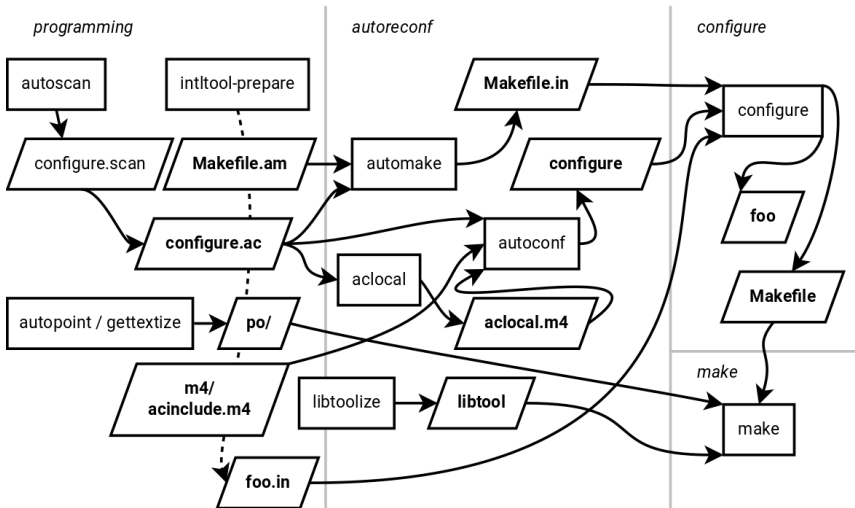 programming
autoreconf
configure
autoscan
intltool-prepare
Makefile.in
configure
configure.scan
Makefile.am
automake
configure
foo
configure.ac
autoconf
aclocal
Makefile
autopoint / gettextize
po/
aclocal.m4
make
m4/
acinclude.m4
libtoolize
libtool
make
foo.in